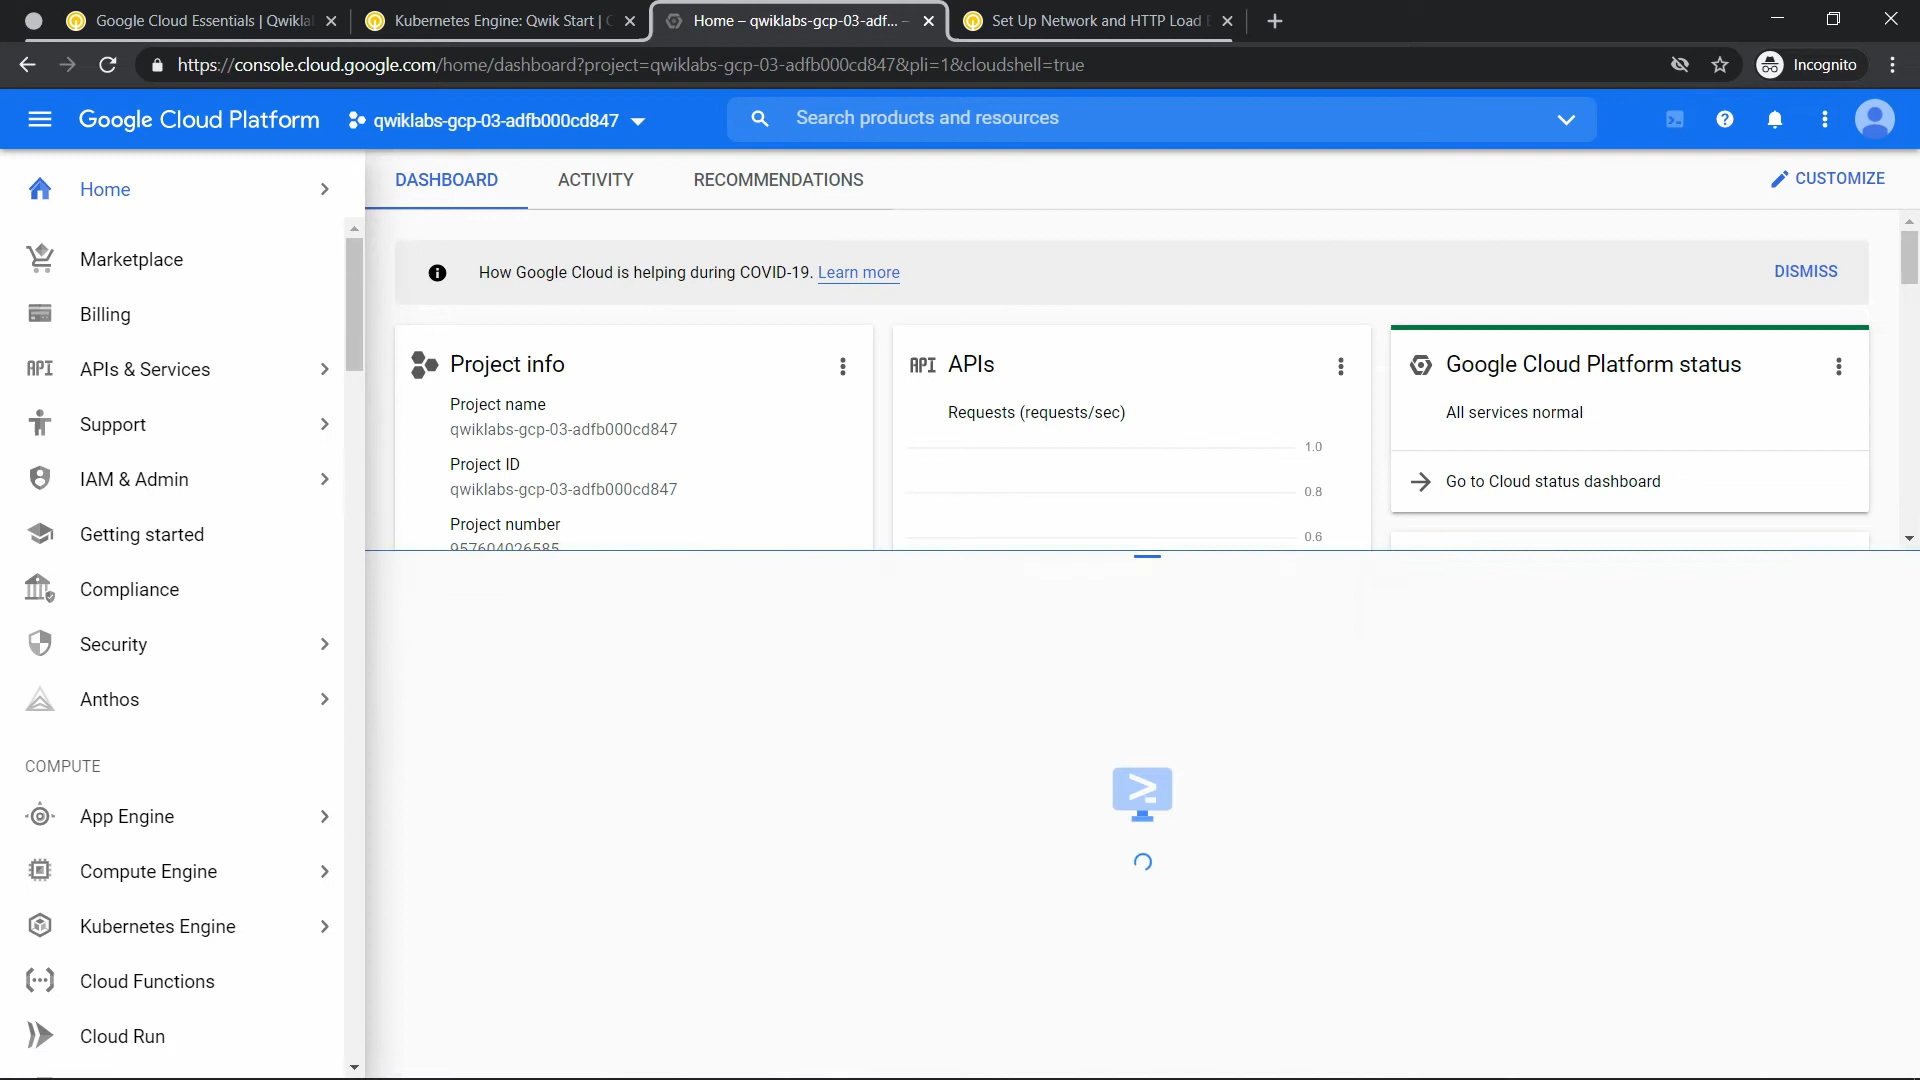 Google Cloud Essentials | Qwikla
Kubernetes Engine: Qwik Start |
Home – qwiklabs-gcp-03-adf... –
Set Up Network and HTTP Load
https://console.cloud.google.com/home/dashboard?project=qwiklabs-gcp-03-adfb000cd847&pli=1&cloudshell=true
Incognito
Google Cloud Platform
qwiklabs-gcp-03-adfb000cd847
Search products and resources
Home
Marketplace
Billing
API
APIs & Services
Support
IAM & Admin
Getting started
Compliance
Security
Anthos
COMPUTE
App Engine
Compute Engine
Kubernetes Engine
Cloud Functions
Cloud Run
DASHBOARD
ACTIVITY
RECOMMENDATIONS
CUSTOMIZE
How Google Cloud is helping during COVID-19. Learn more
DISMISS
Project info
Project name
qwiklabs-gcp-03-adfb000cd847
Project ID
qwiklabs-gcp-03-adfb000cd847
Project number
957604026585
API
APIs
Requests (requests/sec)
1.0
0.8
0.6
Google Cloud Platform status
All services normal
Go to Cloud status dashboard